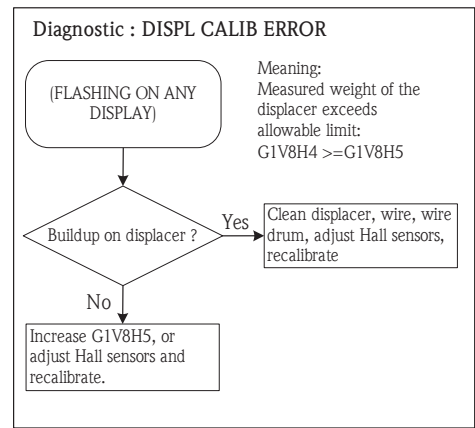 Diagnostic : DISPL CALIB ERROR
(FLASHING ON ANY
DISPLAY)
Meaning:
Measured weight of the
displacer exceeds
allowable limit:
G1V8H4 >=G1V8H5
Buildup on displacer ?
Yes
Clean displacer, wire, wire
drum, adjust Hall sensors,
recalibrate
No
Increase G1V8H5, or
adjust Hall sensors and
recalibrate.